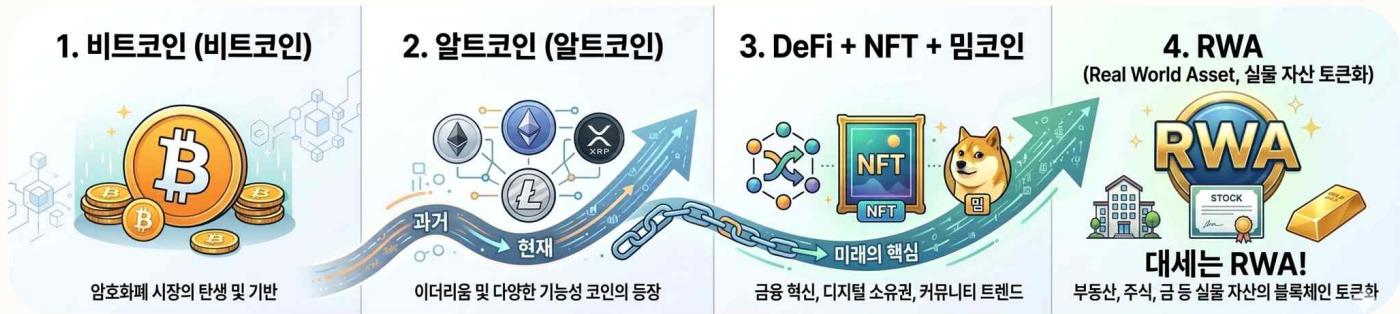 1. 비트코인 (비트코인)
암호화폐 시장의 탄생 및 기반
2. 알트코인 (알트코인)
XRP
과거
현재
이더리움 및 다양한 기능성 코인의 등장
3. DeFi + NFT + 밈코인
NFT
NFT
밈
미래의 핵심
금융 혁신, 디지털 소유권, 커뮤니티 트렌드
4. RWA
(Real World Asset, 실물 자산 토큰화)
RWA
STOCK
대세는 RWA!
부동산, 주식, 금 등 실물 자산의 블록체인 토큰화